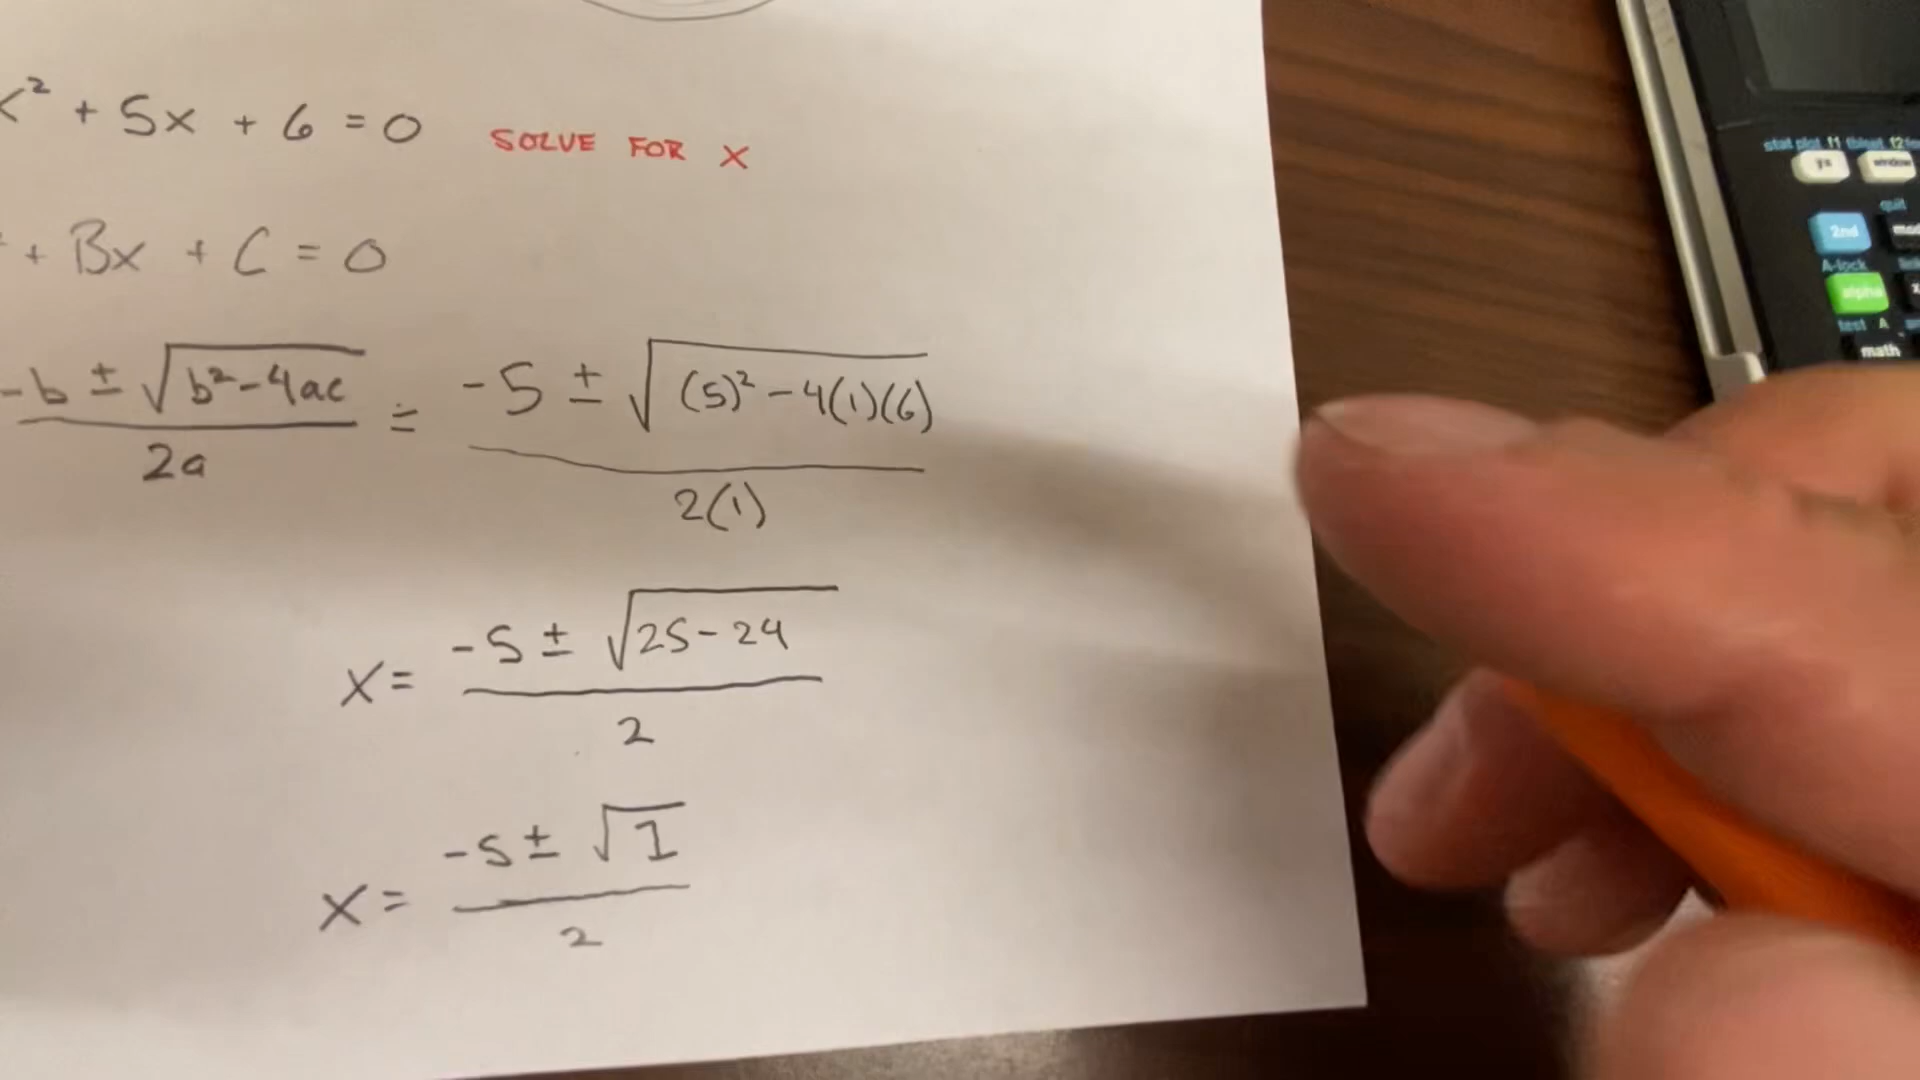 x² + 5x + 6 = 0 SOLVE FOR X
+ Bx + C = 0
-b ± √b²-4ac = -5 ± √(5)²-4(1)(6)
2a 2(1)
x = -5 ± √25-24
2
x = -5 ± √1
2
stat plot f1 tblset f2
y= window
quit
2nd
A-lock
alpha
test A
math